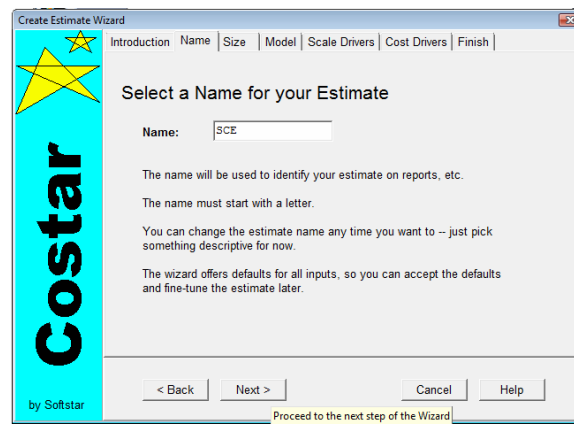 Create Estimate Wizard
Introduction Name Size Model Scale Drivers Cost Drivers Finish
Select a Name for your Estimate
Name: SCE
The name will be used to identify your estimate on reports, etc.
The name must start with a letter.
You can change the estimate name any time you want to -- just pick
something descriptive for now.
The wizard offers defaults for all inputs, so you can accept the defaults
and fine-tune the estimate later.
Costar
by Softstar
< Back Next > Cancel Help
Proceed to the next step of the Wizard